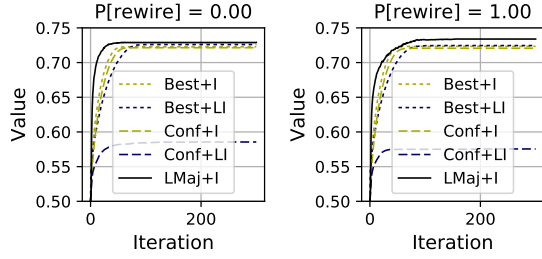 P[rewire] = 0.00
Value
0.75
0.70
0.65
0.60
0.55
0.50
Best+I
Best+LI
Conf+I
Conf+LI
LMaj+I
0
200
Iteration
P[rewire] = 1.00
Value
0.75
0.70
0.65
0.60
0.55
0.50
Best+I
Best+LI
Conf+I
Conf+LI
LMaj+I
0
200
Iteration